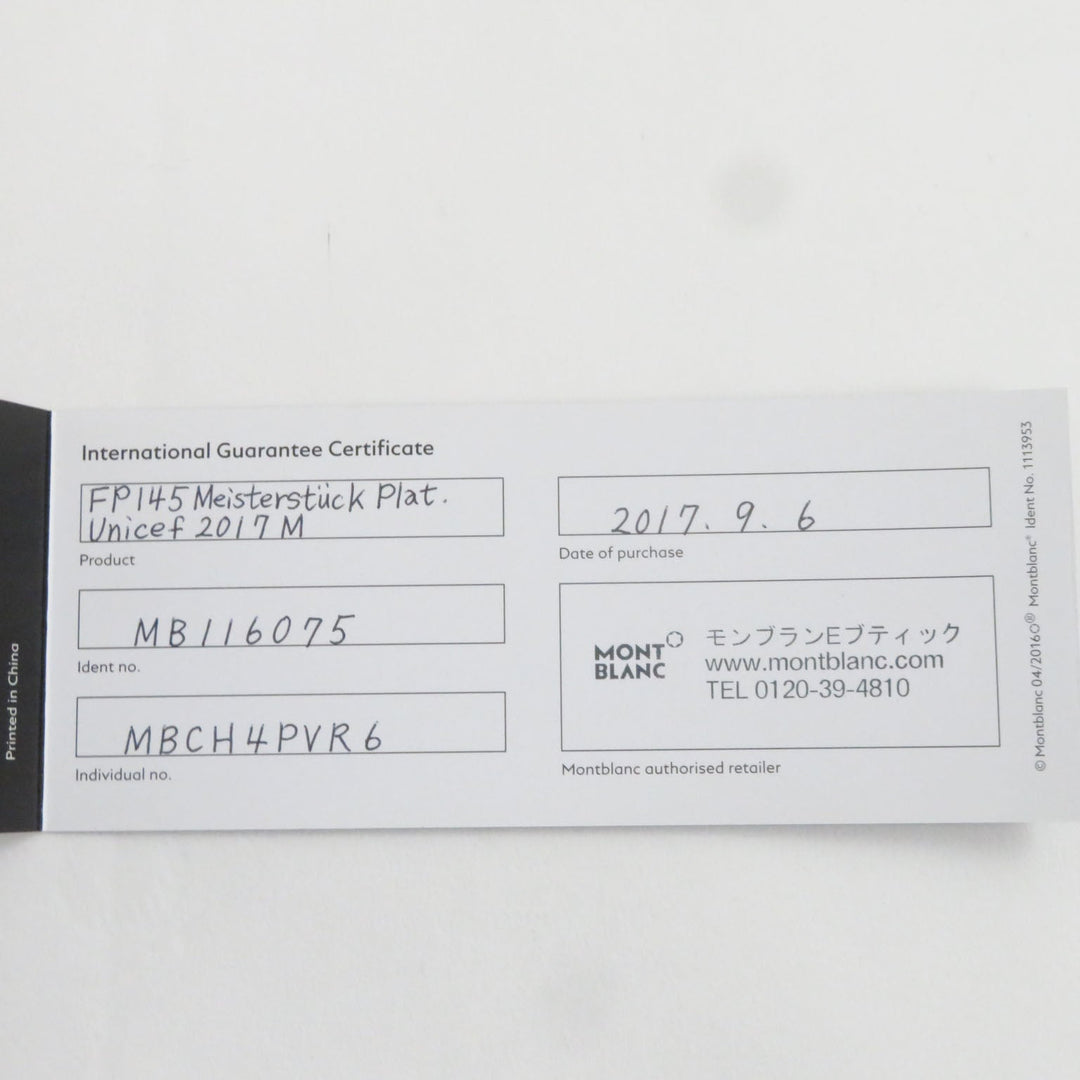 International Guarantee Certificate
FP145 Meisterstück Plat.
Unicef 2017 M
Product
MB116075
Ident no.
MBCH4PVR6
Individual no.
2017. 9. 6
Date of purchase
MONT
BLANC
モンブランEブティック
www.montblanc.com
TEL 0120-39-4810
Montblanc authorised retailer
© Montblanc 04/2016 ® Montblanc® Ident No. 1113953
Printed in China